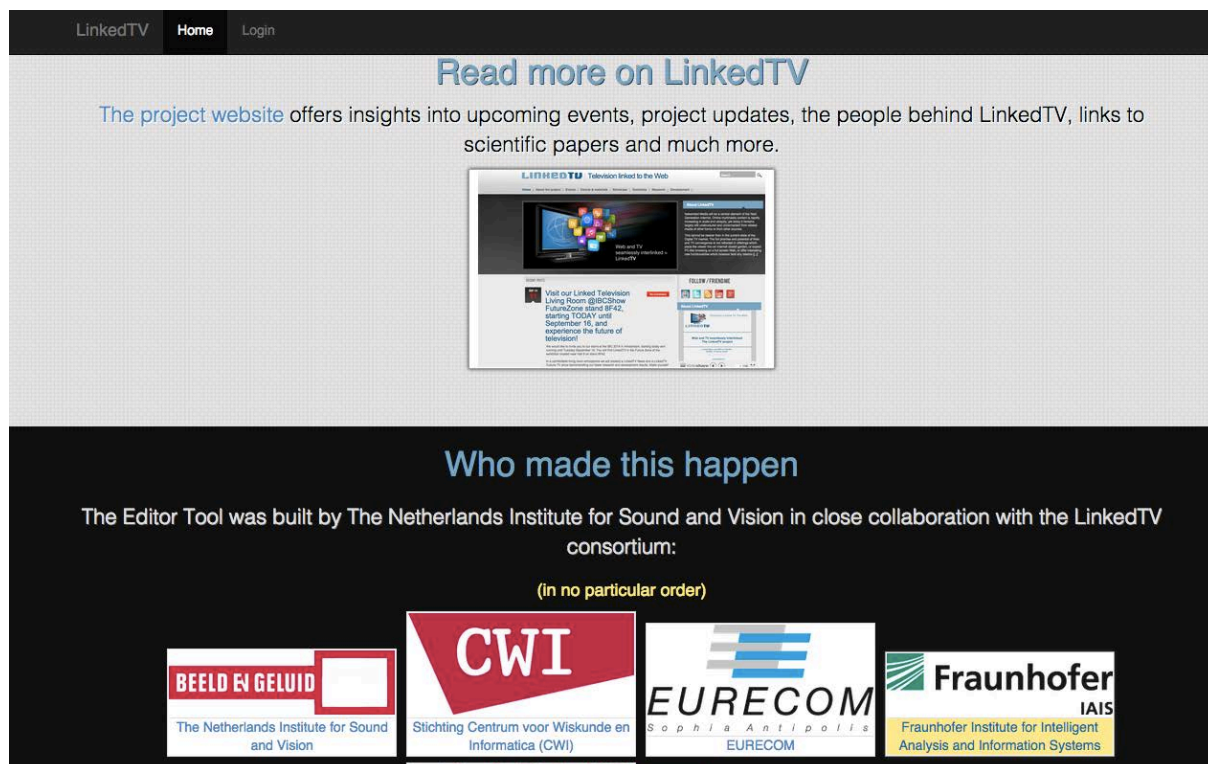 LinkedTV Home Login
Read more on LinkedTV
The project website offers insights into upcoming events, project updates, the people behind LinkedTV, links to
scientific papers and much more.
LINKEDTV Television linked to the Web
Web and TV
seamlessly interlinked =
LinkedTV
FOLLOW / FRIENDME
Visit our Linked Television
Living Room @IBCShow
FutureZone stand 8F42,
starting TODAY until
September 16, and
experience the future of
television!
Who made this happen
The Editor Tool was built by The Netherlands Institute for Sound and Vision in close collaboration with the LinkedTV
consortium:
(in no particular order)
BEELD EN GELUID
The Netherlands Institute for Sound
and Vision
CWI
Stichting Centrum voor Wiskunde en
Informatica (CWI)
EURECOM
Sophia Antipolis
EURECOM
Fraunhofer
IAIS
Fraunhofer Institute for Intelligent
Analysis and Information Systems